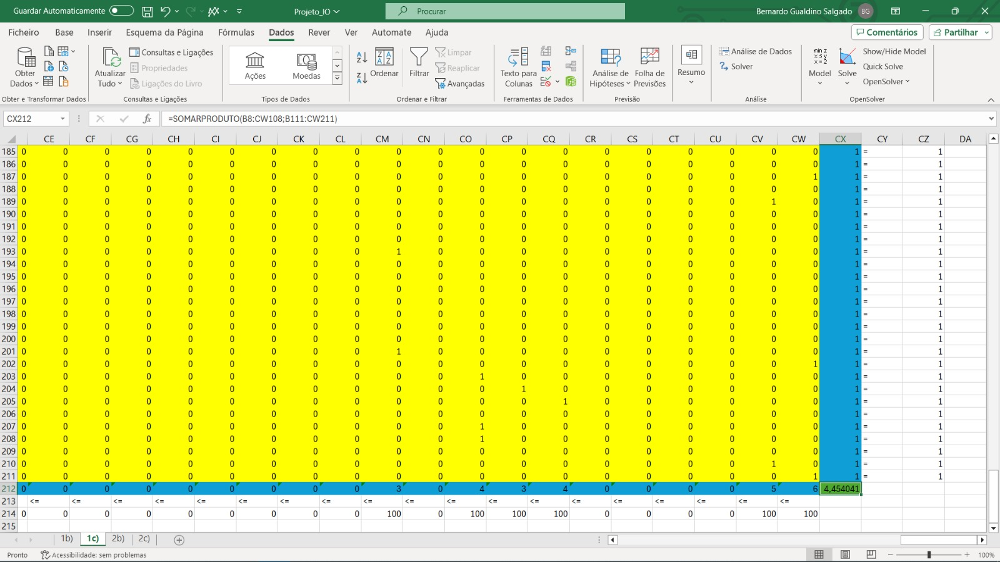 Guardar Automaticamente Projeto_IO Procurar Bernardo Gualdino Salgado BG
Ficheiro Base Inserir Esquema da Página Fórmulas Dados Rever Ver Automate Ajuda Comentários Partilhar
Obter Dados
Atualizar Tudo
Consultas e Ligações
Propriedades
Ligações do Livro
Ações Moedas
Ordenar
Filtrar
Limpar
Reaplicar
Avançadas
Texto para Colunas
Análise de Hipóteses
Folha de Previsões
Resumo
Análise de Dados
Solver
Model
Solve
Show/Hide Model
Quick Solve
OpenSolver
Obter e Transformar Dados Consultas e Ligações Tipos de Dados Ordenar e Filtrar Ferramentas de Dados Previsão Análise OpenSolver
CX212 fx =SOMARPRODUTO(B8:CW108;B111:CW211)
CE CF CG CH CI CJ CK CL CM CN CO CP CQ CR CS CT CU CV CW CX CY CZ DA
185 0 0 0 0 0 0 0 0 0 0 0 0 0 0 0 0 0 0 0 0 1 = 1
186 0 0 0 0 0 0 0 0 0 0 0 0 0 0 0 0 0 0 0 0 1 = 1
187 0 0 0 0 0 0 0 0 0 0 0 0 0 0 0 0 0 0 0 1 1 = 1
188 0 0 0 0 0 0 0 0 0 0 0 0 0 0 0 0 0 0 0 0 1 = 1
189 0 0 0 0 0 0 0 0 0 0 0 0 0 0 0 0 0 0 1 0 1 = 1
190 0 0 0 0 0 0 0 0 0 0 0 0 0 0 0 0 0 0 0 0 1 = 1
191 0 0 0 0 0 0 0 0 0 0 0 0 0 0 0 0 0 0 0 0 1 = 1
192 0 0 0 0 0 0 0 0 0 0 0 0 0 0 0 0 0 0 0 0 1 = 1
193 0 0 0 0 0 0 0 0 0 1 0 0 0 0 0 0 0 0 0 0 1 = 1
194 0 0 0 0 0 0 0 0 0 0 0 0 0 0 0 0 0 0 0 0 1 = 1
195 0 0 0 0 0 0 0 0 0 0 0 0 0 0 0 0 0 0 0 0 1 = 1
196 0 0 0 0 0 0 0 0 0 0 0 0 0 0 0 0 0 0 0 0 1 = 1
197 0 0 0 0 0 0 0 0 0 0 0 0 0 0 0 0 0 0 0 0 1 = 1
198 0 0 0 0 0 0 0 0 0 0 0 0 0 0 0 0 0 0 0 0 1 = 1
199 0 0 0 0 0 0 0 0 0 0 0 0 0 0 0 0 0 0 0 0 1 = 1
200 0 0 0 0 0 0 0 0 0 0 0 0 0 0 0 0 0 0 0 0 1 = 1
201 0 0 0 0 0 0 0 0 0 1 0 0 0 0 0 0 0 0 0 0 1 = 1
202 0 0 0 0 0 0 0 0 0 0 0 0 0 0 0 0 0 0 0 1 1 = 1
203 0 0 0 0 0 0 0 0 0 0 0 1 0 0 0 0 0 0 0 0 1 = 1
204 0 0 0 0 0 0 0 0 0 0 0 0 1 0 0 0 0 0 0 0 1 = 1
205 0 0 0 0 0 0 0 0 0 0 0 0 0 1 0 0 0 0 0 0 1 = 1
206 0 0 0 0 0 0 0 0 0 0 0 0 0 0 0 0 0 0 0 0 1 = 1
207 0 0 0 0 0 0 0 0 0 0 0 1 0 0 0 0 0 0 0 0 1 = 1
208 0 0 0 0 0 0 0 0 0 0 0 1 0 0 0 0 0 0 0 0 1 = 1
209 0 0 0 0 0 0 0 0 0 0 0 0 0 0 0 0 0 0 0 0 1 = 1
210 0 0 0 0 0 0 0 0 0 0 0 0 0 0 0 0 0 0 1 0 1 = 1
211 0 0 0 0 0 0 0 0 0 0 0 0 0 0 0 0 0 0 0 1 1 = 1
212 0 0 0 0 0 0 0 0 0 3 0 4 3 4 0 0 0 0 5 6 4,454041
213 <= <= <= <= <= <= <= <= <= <= <= <= <= <= <= <= <= <= <=
214 0 0 0 0 0 0 0 0 0 100 0 100 100 100 0 0 0 0 100 100
215
1b) 1c) 2b) 2c)
Pronto Acessibilidade: sem problemas 100%